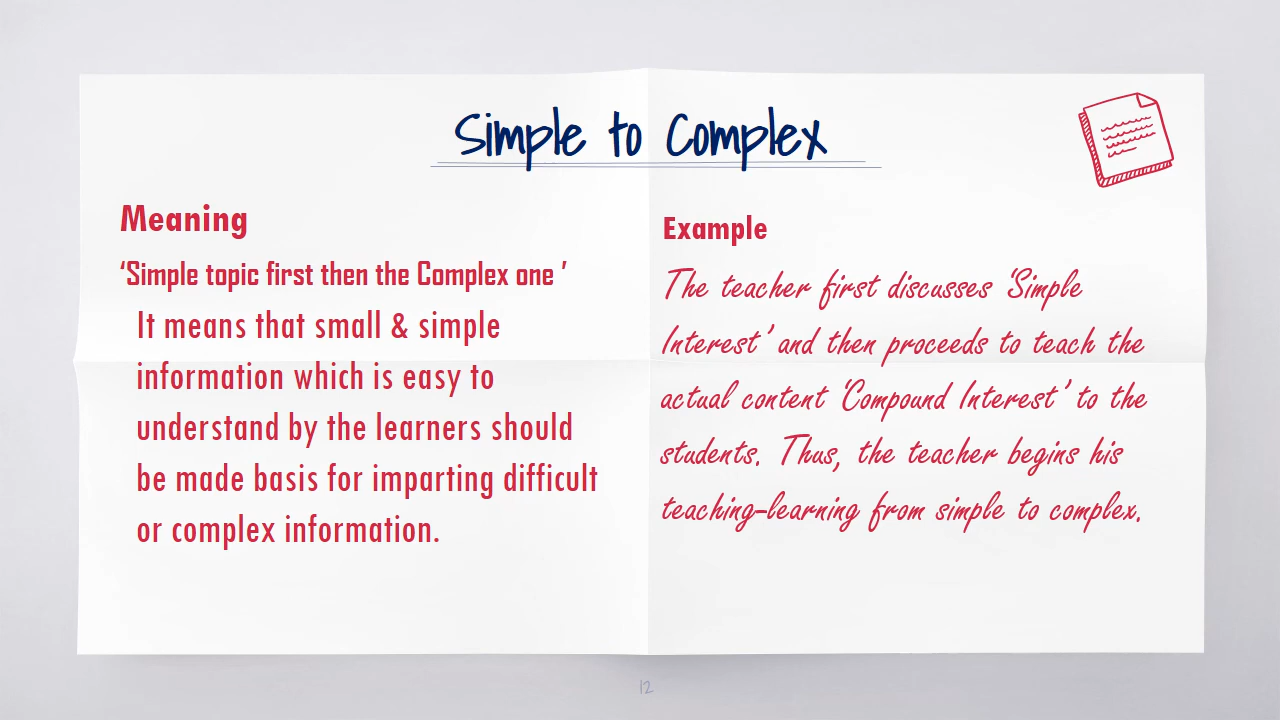 Simple to Complex
Meaning
‘Simple topic first then the Complex one ’
It means that small & simple
information which is easy to
understand by the learners should
be made basis for imparting difficult
or complex information.
Example
The teacher first discusses ‘Simple
Interest’ and then proceeds to teach the
actual content ‘Compound Interest’ to the
students. Thus, the teacher begins his
teaching-learning from simple to complex.
12